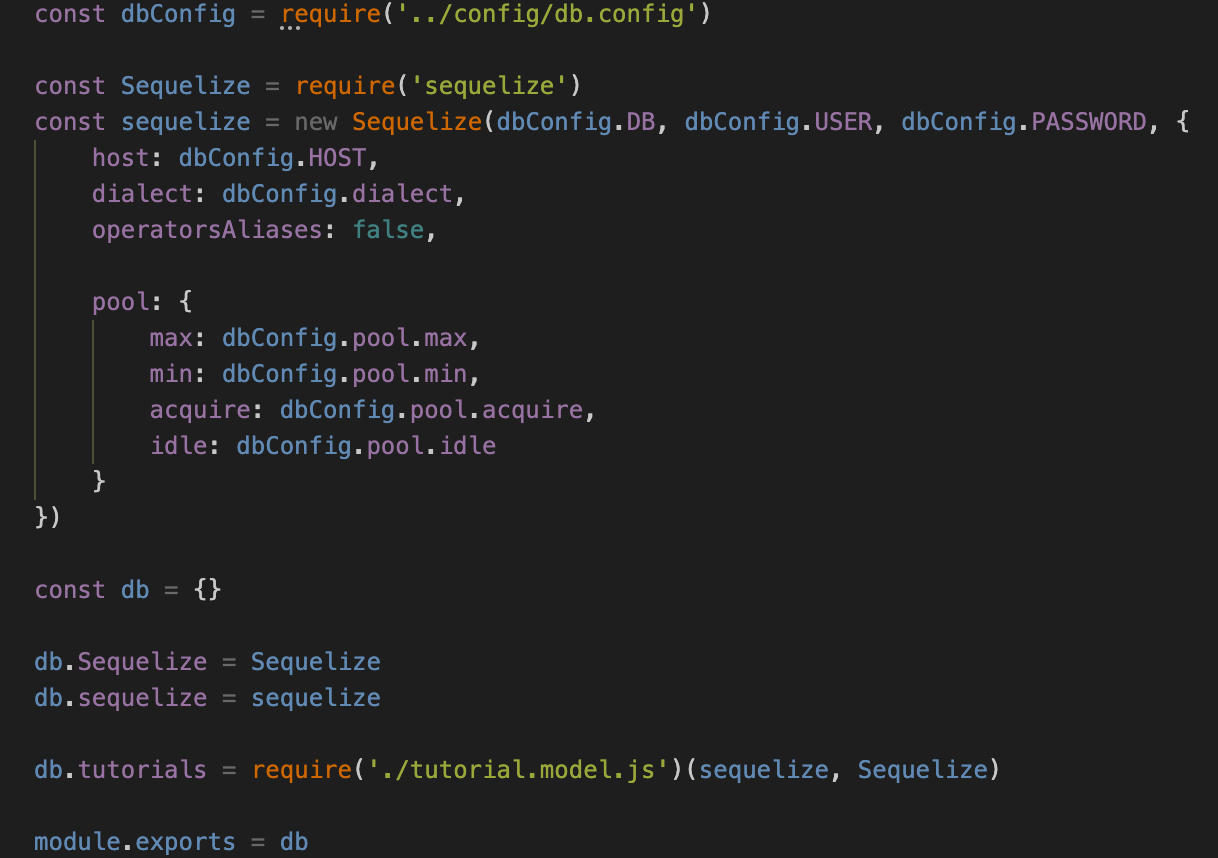 const dbConfig = require('../config/db.config')

const Sequelize = require('sequelize')
const sequelize = new Sequelize(dbConfig.DB, dbConfig.USER, dbConfig.PASSWORD, {
    host: dbConfig.HOST,
    dialect: dbConfig.dialect,
    operatorsAliases: false,

    pool: {
        max: dbConfig.pool.max,
        min: dbConfig.pool.min,
        acquire: dbConfig.pool.acquire,
        idle: dbConfig.pool.idle
    }
})

const db = {}

db.Sequelize = Sequelize
db.sequelize = sequelize

db.tutorials = require('./tutorial.model.js')(sequelize, Sequelize)

module.exports = db